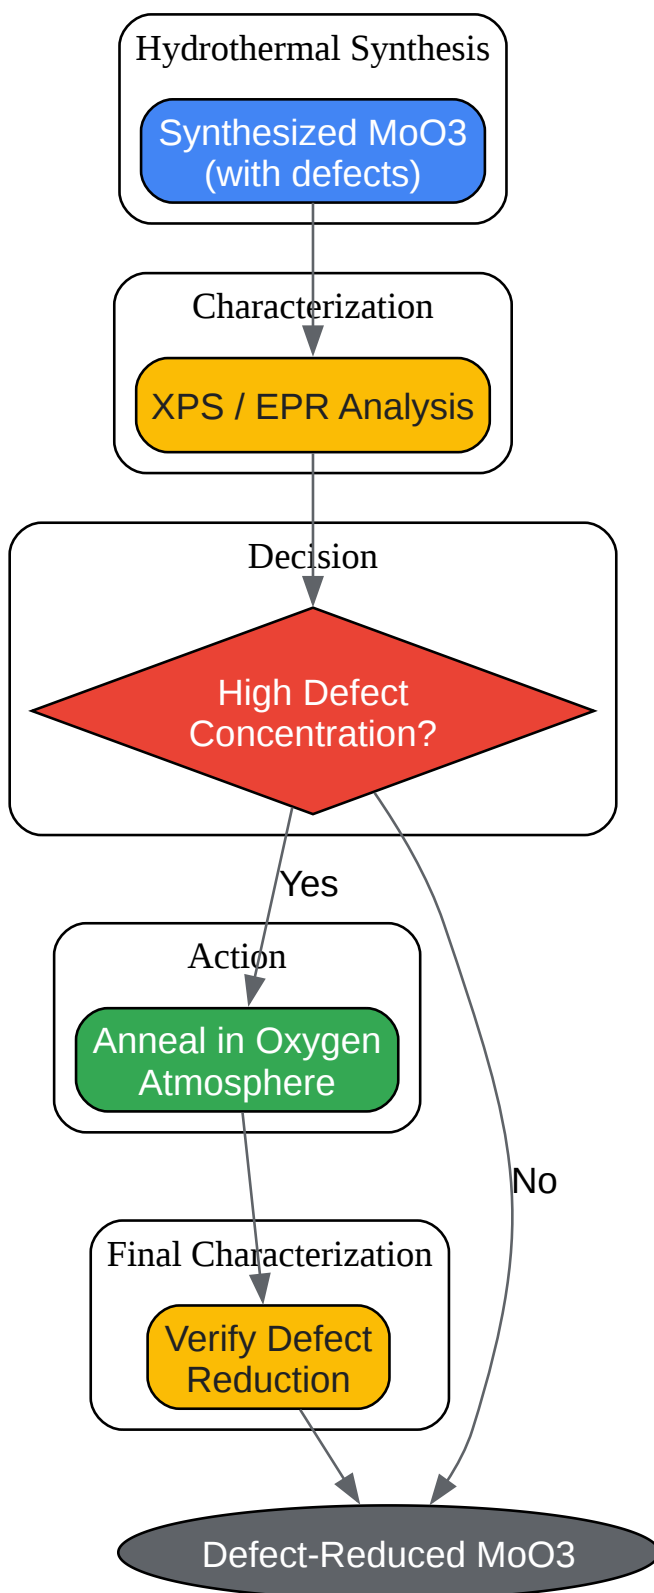 Hydrothermal Synthesis
Synthesized MoO3
(with defects)
Characterization
XPS / EPR Analysis
Decision
High Defect
Concentration?
Yes
Action
Anneal in Oxygen
Atmosphere
No
Final Characterization
Verify Defect
Reduction
Defect-Reduced MoO3